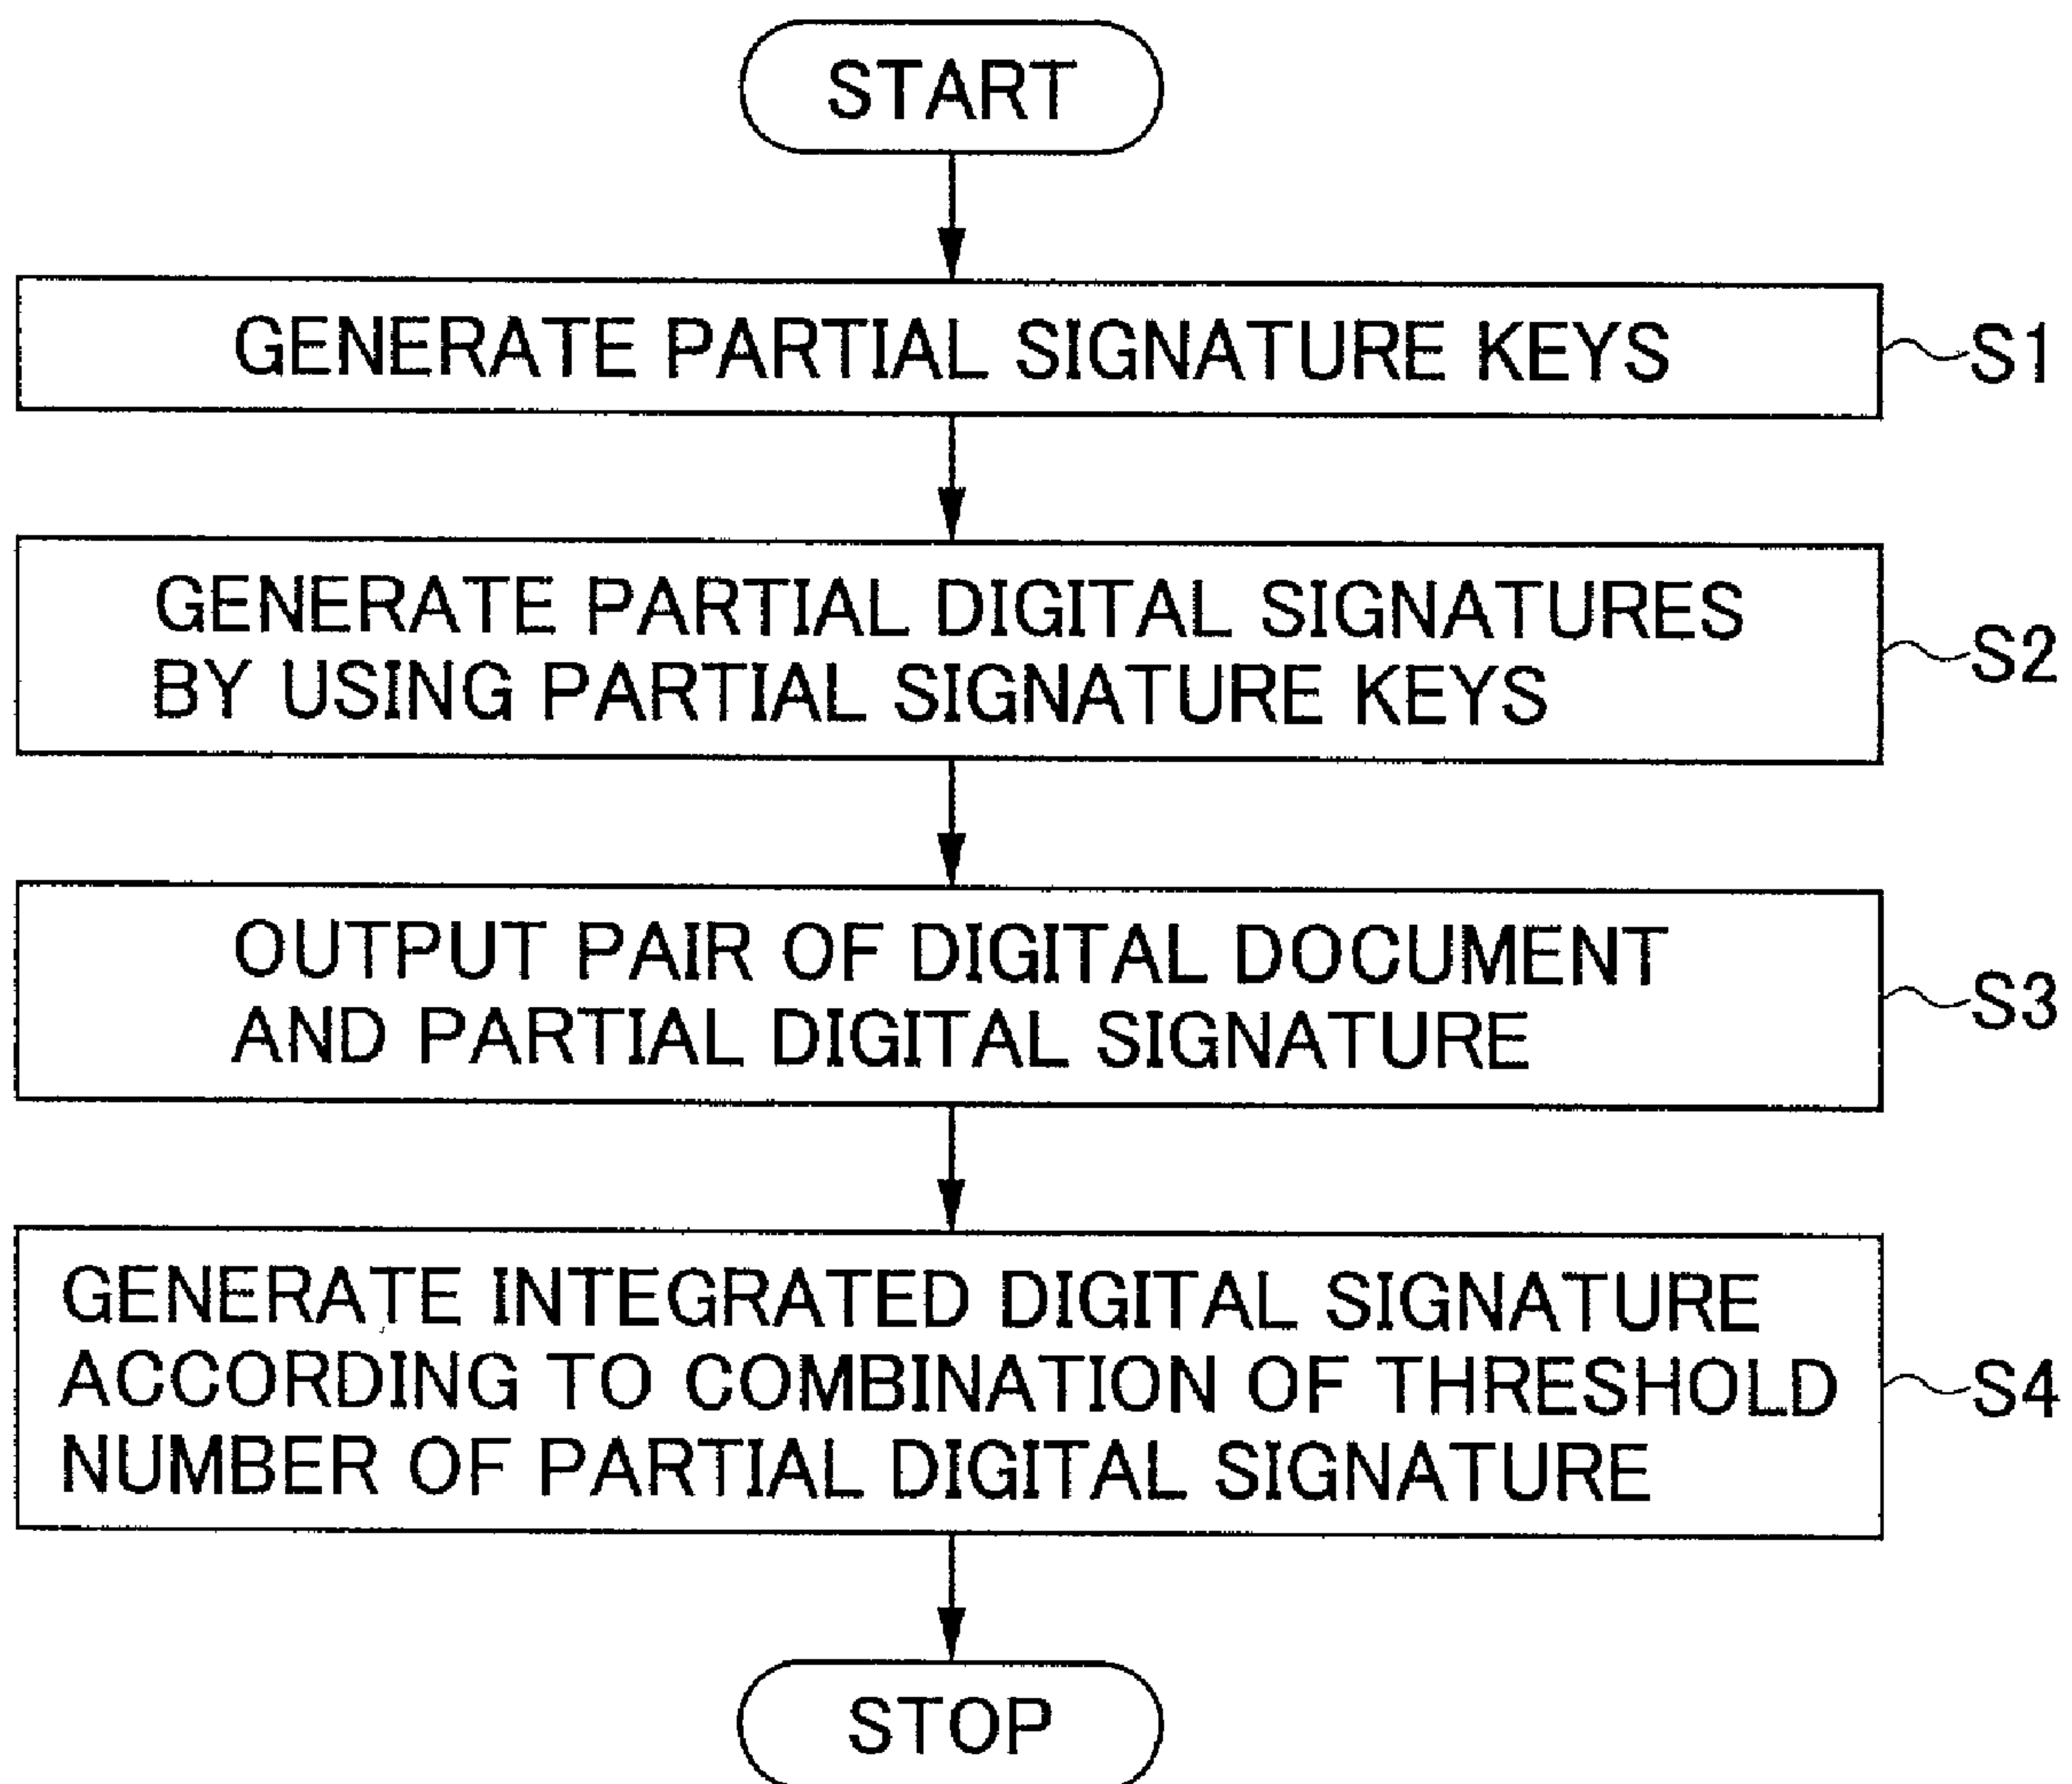 START
GENERATE PARTIAL SIGNATURE KEYS
S1
GENERATE PARTIAL DIGITAL SIGNATURES
BY USING PARTIAL SIGNATURE KEYS
S2
OUTPUT PAIR OF DIGITAL DOCUMENT
AND PARTIAL DIGITAL SIGNATURE
S3
GENERATE INTEGRATED DIGITAL SIGNATURE
ACCORDING TO COMBINATION OF THRESHOLD
NUMBER OF PARTIAL DIGITAL SIGNATURE
S4
STOP